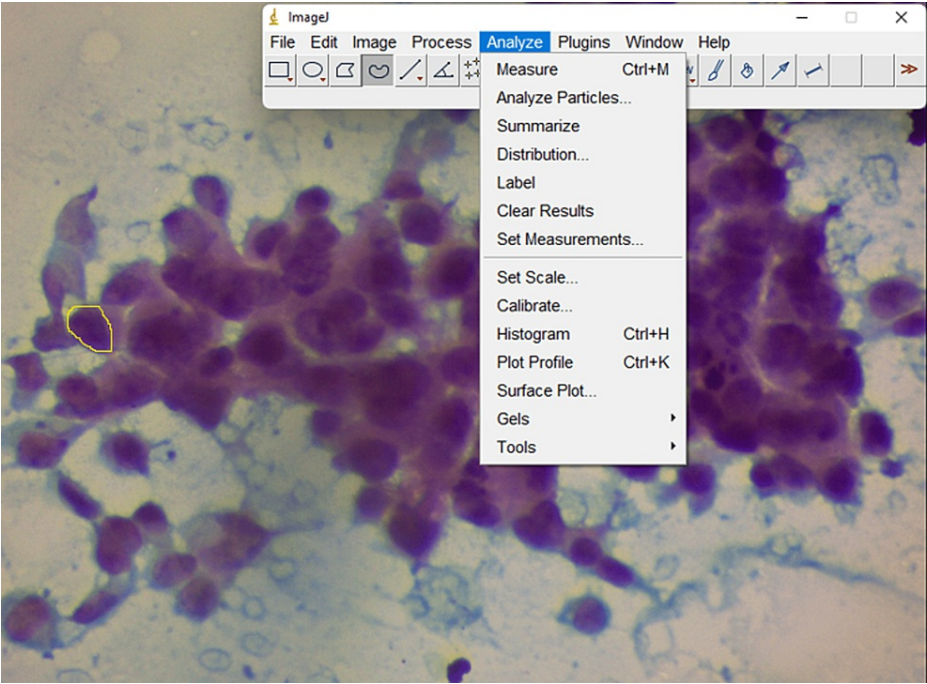 ImageJ
File Edit Image Process Analyze Plugins Window Help
Measure Ctrl+M
Analyze Particles...
Summarize
Distribution...
Label
Clear Results
Set Measurements...
Set Scale...
Calibrate...
Histogram Ctrl+H
Plot Profile Ctrl+K
Surface Plot...
Gels
Tools